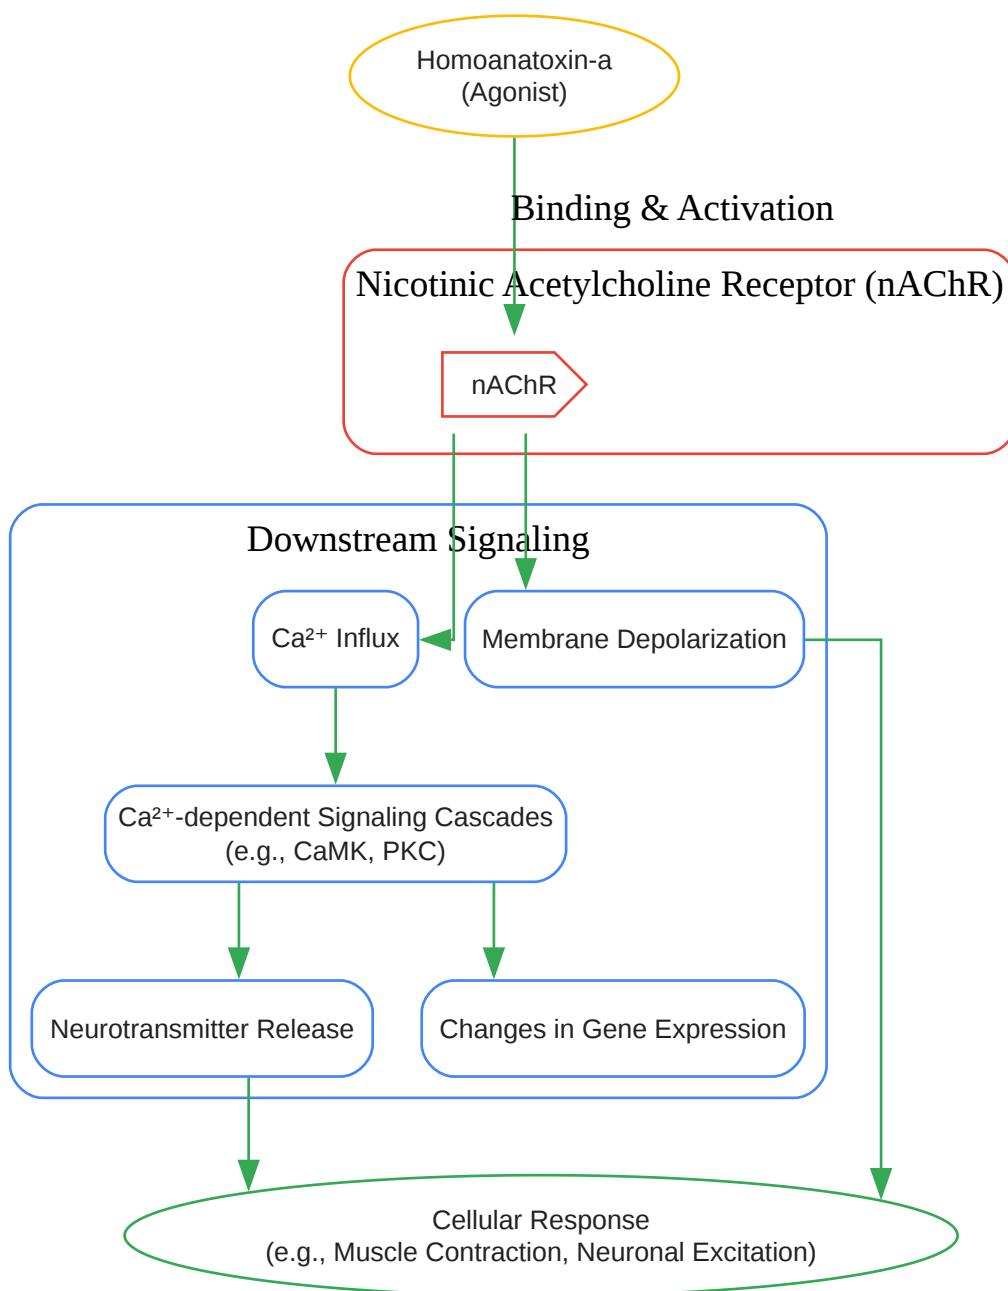 Homoanatoxin-a
(Agonist)
Binding & Activation
Nicotinic Acetylcholine Receptor (nAChR)
nAChR
Downstream Signaling
Ca²⁺ Influx
Membrane Depolarization
Ca²⁺-dependent Signaling Cascades
(e.g., CaMK, PKC)
Neurotransmitter Release
Changes in Gene Expression
Cellular Response
(e.g., Muscle Contraction, Neuronal Excitation)